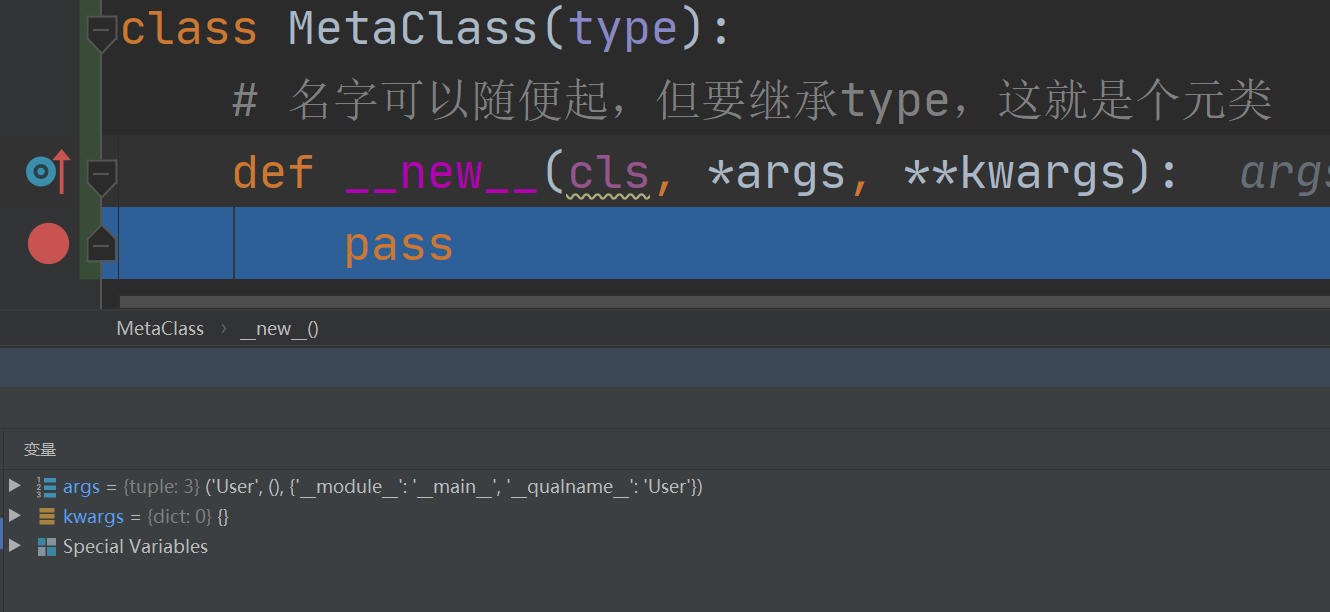 class MetaClass(type):
# 名字可以随便起，但要继承type，这就是个元类
def __new__(cls, *args, **kwargs):
pass
MetaClass › __new__()
变量
args = {tuple: 3} ('User', (), {'__module__': '__main__', '__qualname__': 'User'})
kwargs = {dict: 0} {}
Special Variables